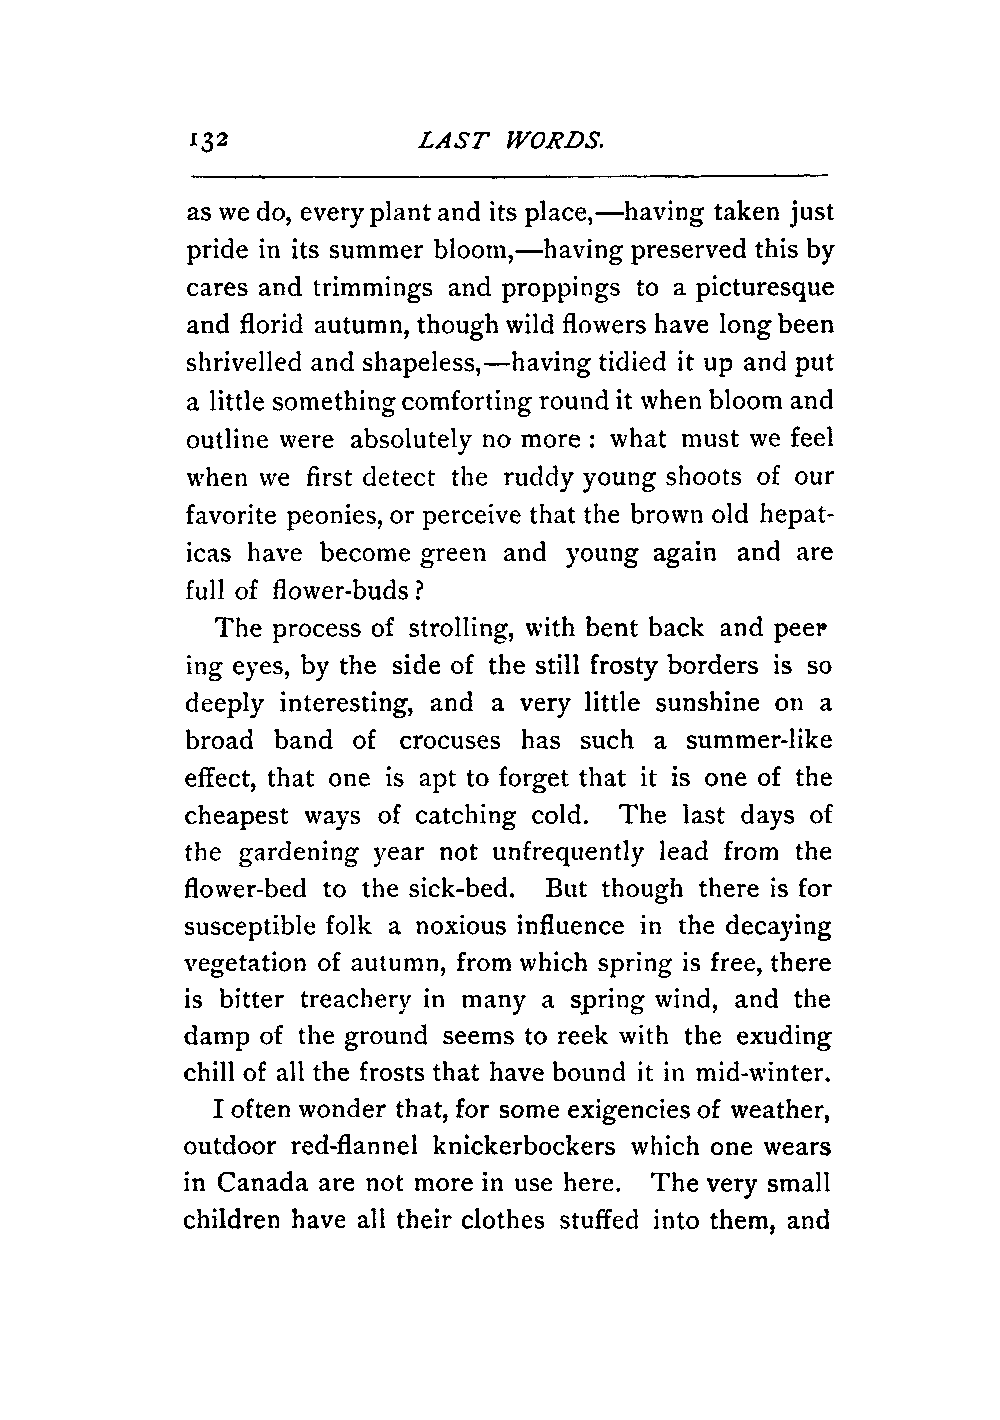 132 LAST WORDS.
as we do, every plant and its place,—having taken just
pride in its summer bloom,—having preserved this by
cares and trimmings and proppings to a picturesque
and florid autumn, though wild flowers have long been
shrivelled and shapeless,—having tidied it up and put
a little something comforting round it when bloom and
outline were absolutely no more : what must we feel
when we first detect the ruddy young shoots of our
favorite peonies, or perceive that the brown old hepat-
icas have become green and young again and are
full of flower-buds ?
The process of strolling, with bent back and peer
ing eyes, by the side of the still frosty borders is so
deeply interesting, and a very little sunshine on a
broad band of crocuses has such a summer-like
effect, that one is apt to forget that it is one of the
cheapest ways of catching cold. The last days of
the gardening year not unfrequently lead from the
flower-bed to the sick-bed. But though there is for
susceptible folk a noxious influence in the decaying
vegetation of autumn, from which spring is free, there
is bitter treachery in many a spring wind, and the
damp of the ground seems to reek with the exuding
chill of all the frosts that have bound it in mid-winter.
I often wonder that, for some exigencies of weather,
outdoor red-flannel knickerbockers which one wears
in Canada are not more in use here. The very small
children have all their clothes stuffed into them, and